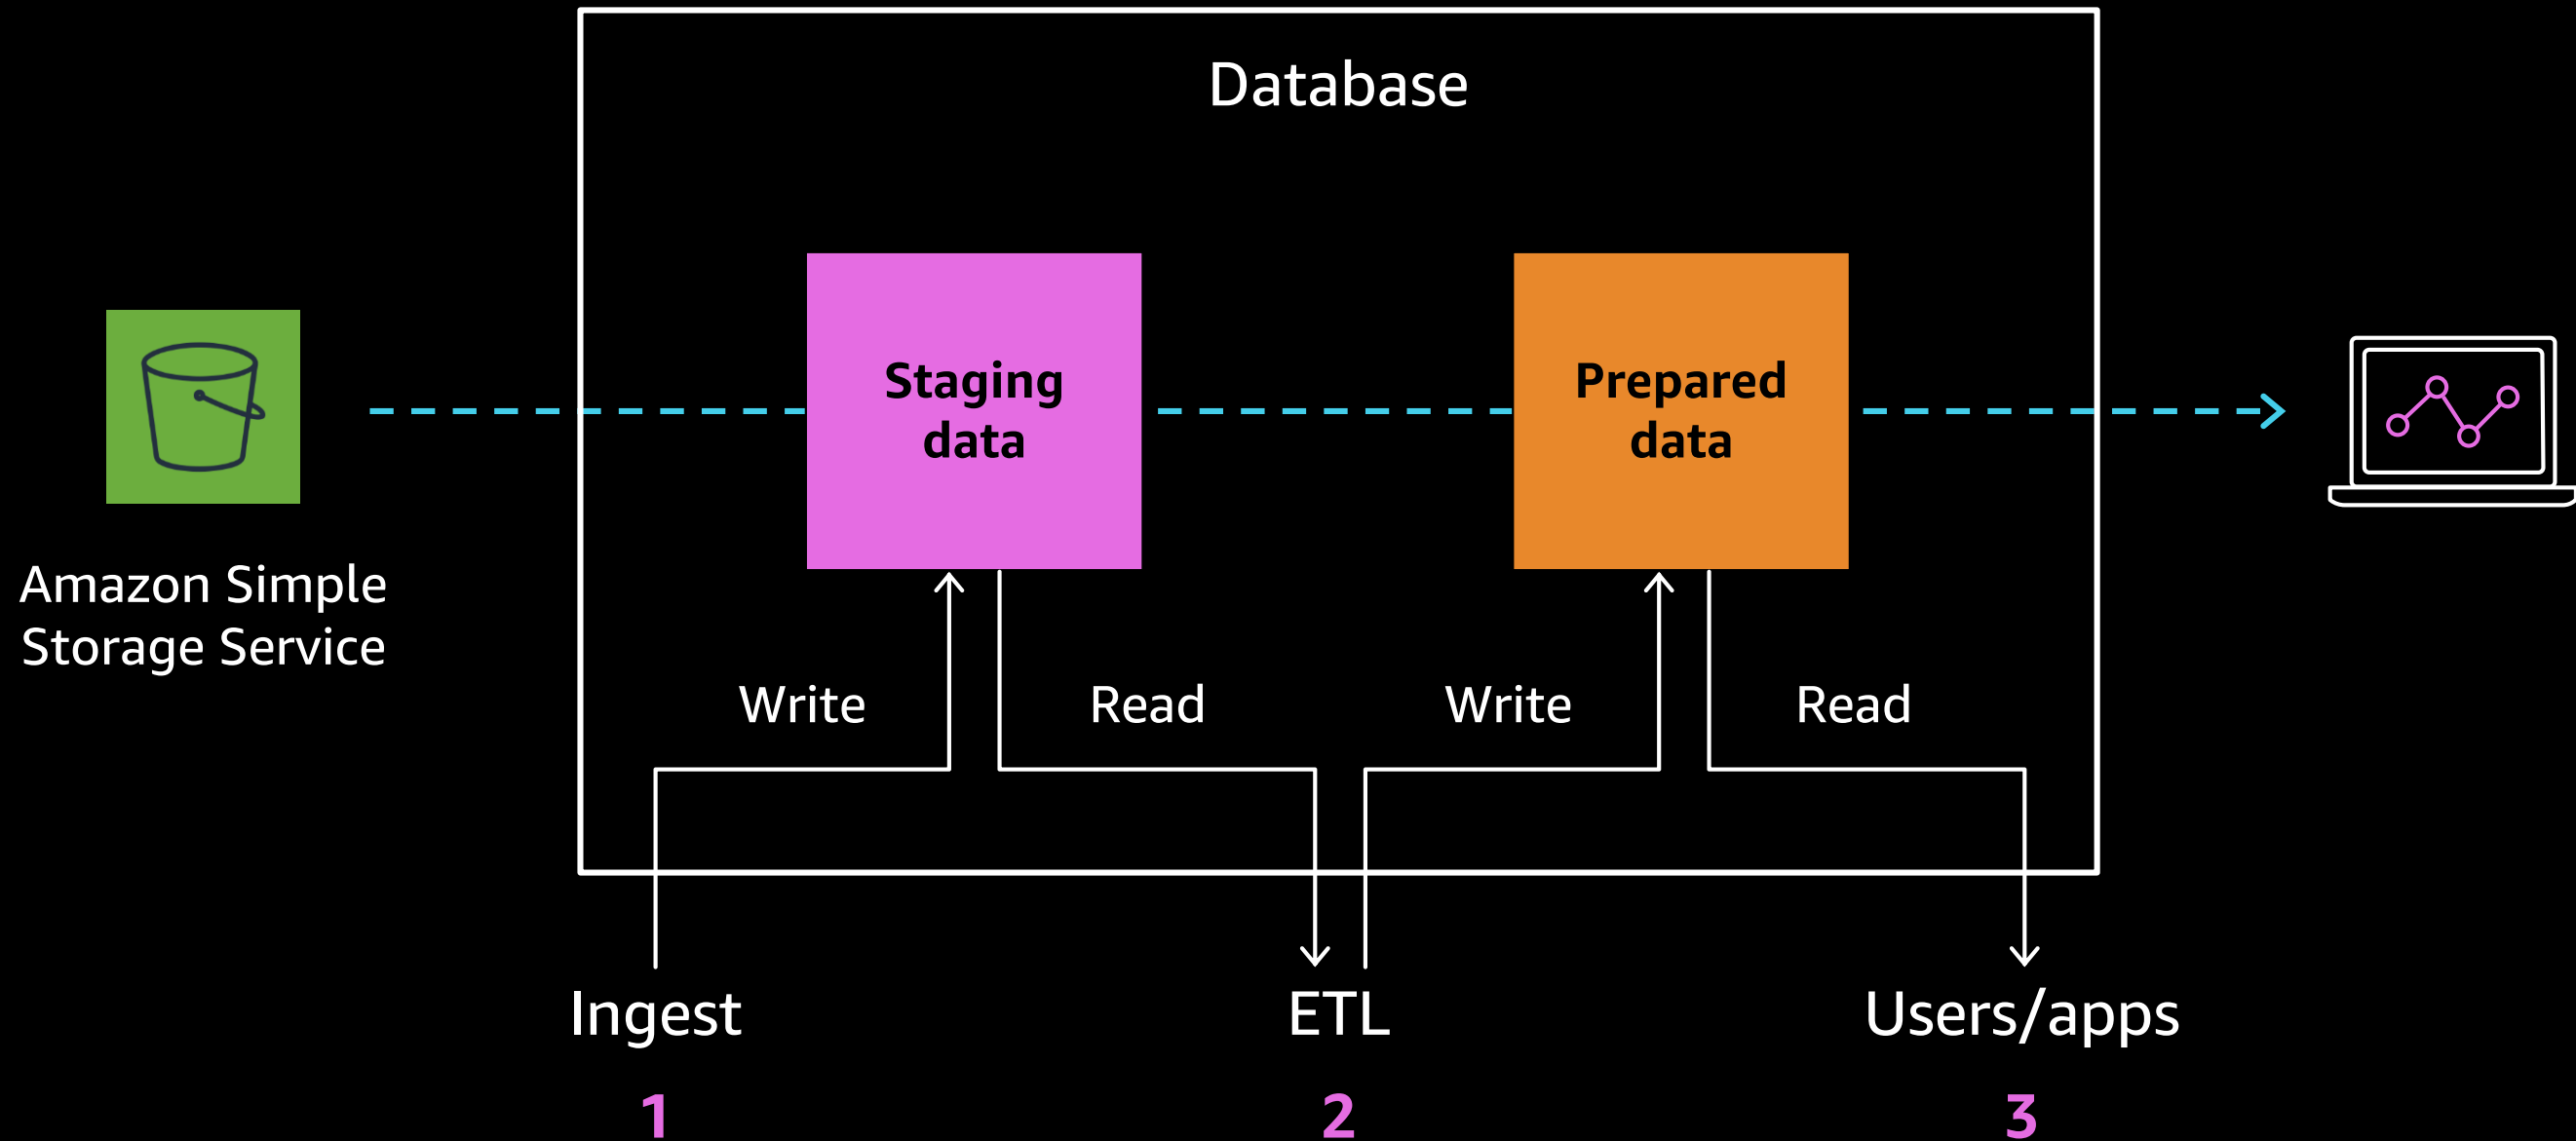 Database
Staging
data
Prepared
data
Amazon Simple
Storage Service
Write
Read
Write
Read
Ingest
ETL
Users/apps
1
2
3